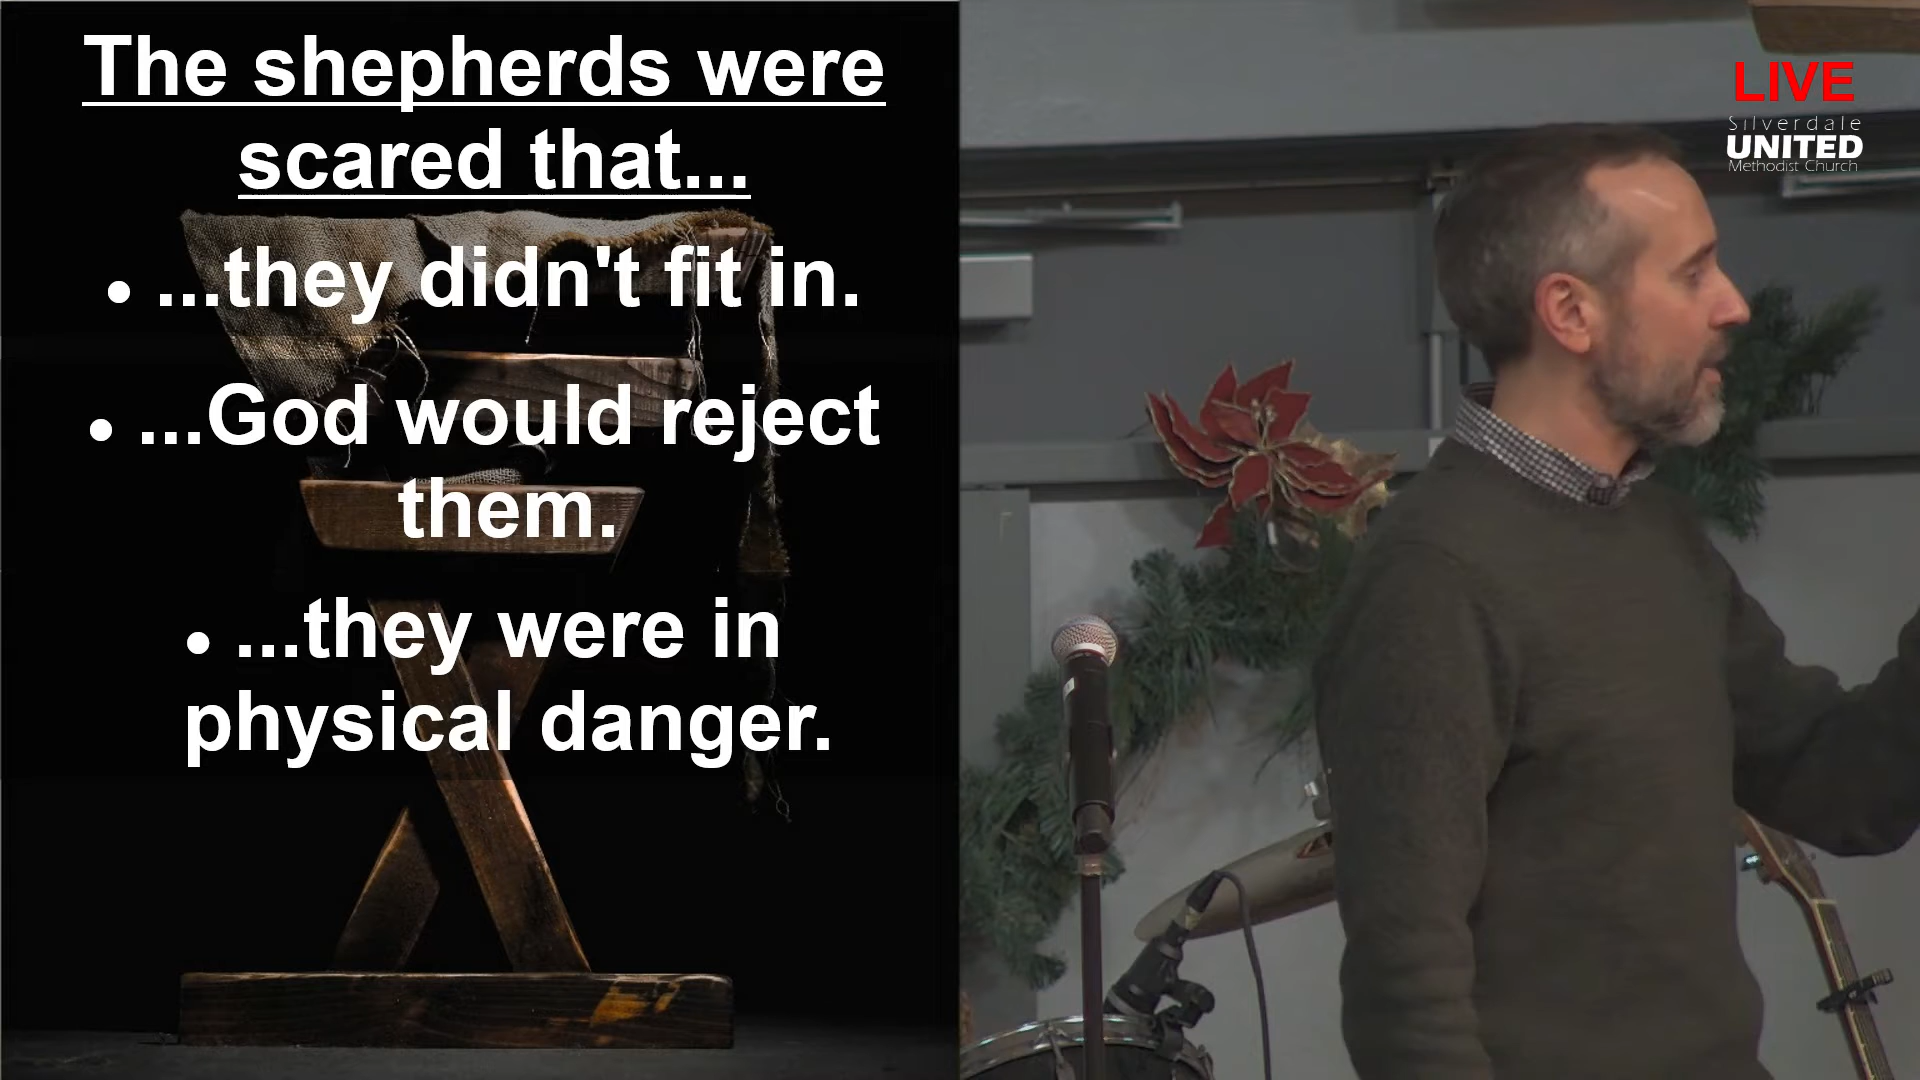 The shepherds were
scared that...
● ...they didn't fit in.
● ...God would reject
them.
● ...they were in
physical danger.
LIVE
Silverdale
UNITED
Methodist Church